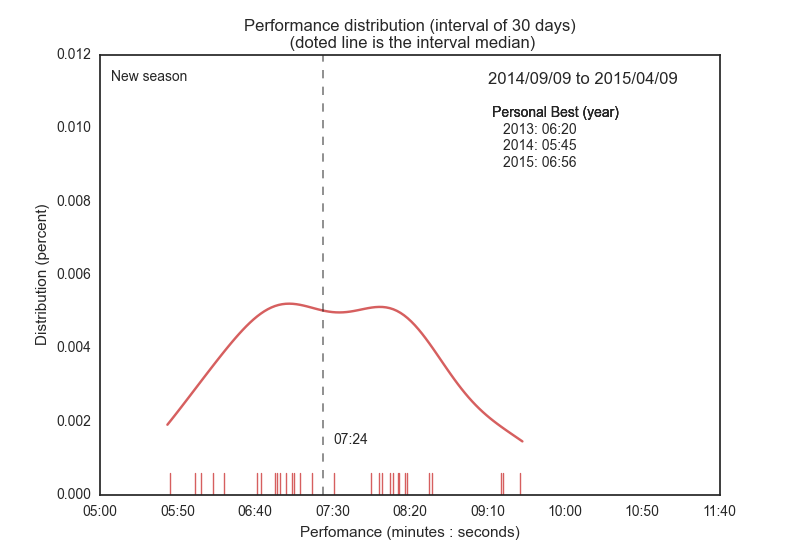 Performance distribution (interval of 30 days)
(doted line is the interval median)
New season
2014/09/09 to 2015/04/09
Personal Best (year)
2013: 06:20
2014: 05:45
2015: 06:56
0.012
0.010
0.008
0.006
0.004
0.002
0.000
Distribution (percent)
07:24
05:00 05:50 06:40 07:30 08:20 09:10 10:00 10:50 11:40
Perfomance (minutes : seconds)